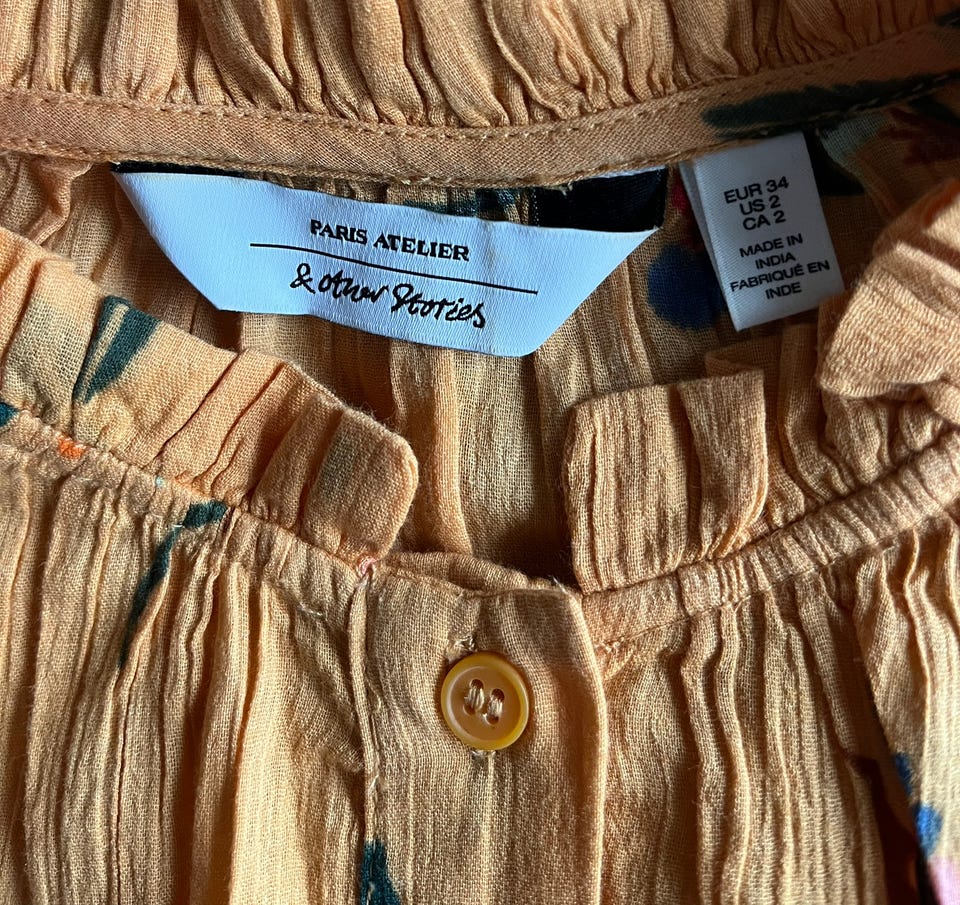 PARIS ATELIER
& other Stories
EUR 34
US 2
CA 2
MADE IN
INDIA
FABRIQUÉ EN
INDE